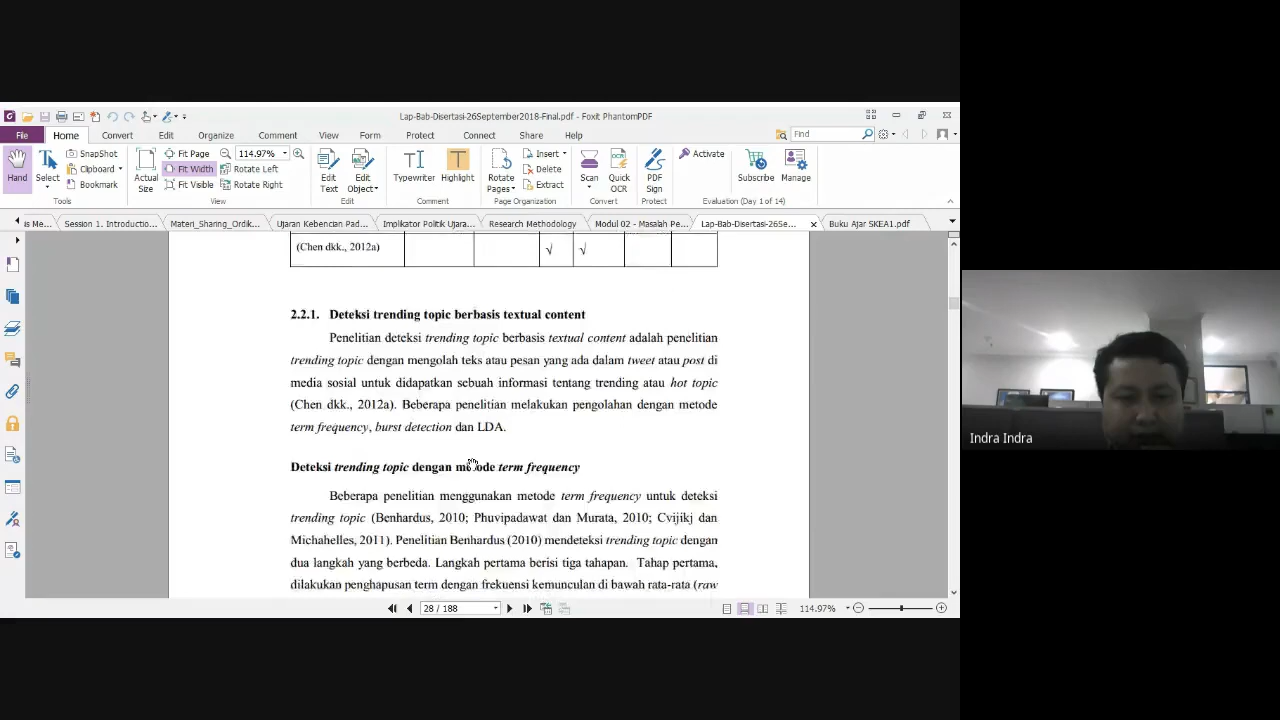 Lap-Bab-Disertasi-26September2018-Final.pdf - Foxit PhantomPDF
File Home Convert Edit Organize Comment View Form Protect Connect Share Help Find
Hand Select SnapShot Clipboard Bookmark Tools
Actual Size Fit Page Fit Width Fit Visible 114.97% Rotate Left Rotate Right View
Edit Text Edit Object Edit
Typewriter Highlight Comment
Rotate Pages Insert Delete Extract Page Organization
Scan Quick OCR Convert
PDF Sign Protect
Activate Subscribe Manage Evaluation (Day 1 of 14)
is Me... Session 1. Introductio... Materi_Sharing_Ordik... Ujaran Kebencian Pad... Implikator Politik Ujara... Research Methodology Modul 02 - Masalah Pe... Lap-Bab-Disertasi-26Se... Buku Ajar SKEA1.pdf
(Chen dkk., 2012a) √ √
2.2.1. Deteksi trending topic berbasis textual content
Penelitian deteksi trending topic berbasis textual content adalah penelitian
trending topic dengan mengolah teks atau pesan yang ada dalam tweet atau post di
media sosial untuk didapatkan sebuah informasi tentang trending atau hot topic
(Chen dkk., 2012a). Beberapa penelitian melakukan pengolahan dengan metode
term frequency, burst detection dan LDA.
Deteksi trending topic dengan metode term frequency
Beberapa penelitian menggunakan metode term frequency untuk deteksi
trending topic (Benhardus, 2010; Phuvipadawat dan Murata, 2010; Cvijikj dan
Michahelles, 2011). Penelitian Benhardus (2010) mendeteksi trending topic dengan
dua langkah yang berbeda. Langkah pertama berisi tiga tahapan. Tahap pertama,
dilakukan penghapusan term dengan frekuensi kemunculan di bawah rata-rata (raw
28 / 188 114.97%
Indra Indra